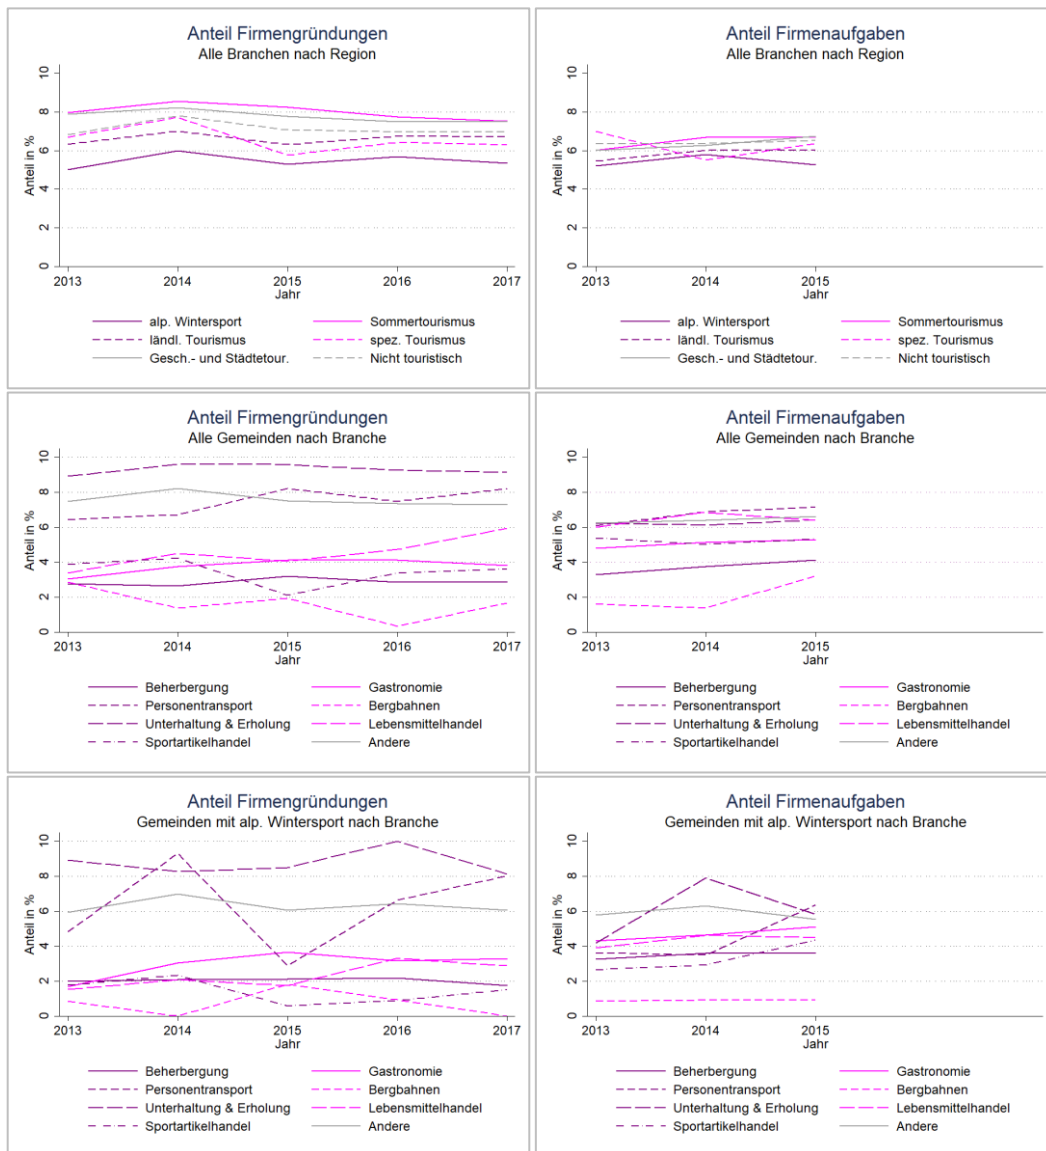 Anteil Firmengründungen
Alle Branchen nach Region
Anteil in %
10
8
6
4
2
0
2013 2014 2015 2016 2017
Jahr
alp. Wintersport Sommertourismus
ländl. Tourismus spez. Tourismus
Gesch.- und Städtetour. Nicht touristisch
Anteil Firmenaufgaben
Alle Branchen nach Region
Anteil in %
10
8
6
4
2
0
2013 2014 2015
Jahr
alp. Wintersport Sommertourismus
ländl. Tourismus spez. Tourismus
Gesch.- und Städtetour. Nicht touristisch
Anteil Firmengründungen
Alle Gemeinden nach Branche
Anteil in %
10
8
6
4
2
0
2013 2014 2015 2016 2017
Jahr
Beherbergung Gastronomie
Personentransport Bergbahnen
Unterhaltung & Erholung Lebensmittelhandel
Sportartikelhandel Andere
Anteil Firmenaufgaben
Alle Gemeinden nach Branche
Anteil in %
10
8
6
4
2
0
2013 2014 2015
Jahr
Beherbergung Gastronomie
Personentransport Bergbahnen
Unterhaltung & Erholung Lebensmittelhandel
Sportartikelhandel Andere
Anteil Firmengründungen
Gemeinden mit alp. Wintersport nach Branche
Anteil in %
10
8
6
4
2
0
2013 2014 2015 2016 2017
Jahr
Beherbergung Gastronomie
Personentransport Bergbahnen
Unterhaltung & Erholung Lebensmittelhandel
Sportartikelhandel Andere
Anteil Firmenaufgaben
Gemeinden mit alp. Wintersport nach Branche
Anteil in %
10
8
6
4
2
0
2013 2014 2015
Jahr
Beherbergung Gastronomie
Personentransport Bergbahnen
Unterhaltung & Erholung Lebensmittelhandel
Sportartikelhandel Andere